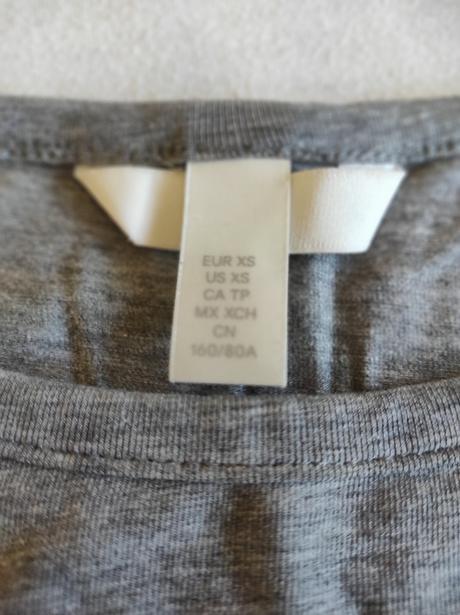 EUR XS
US XS
CA TP
MX XCH
CN
160/80A